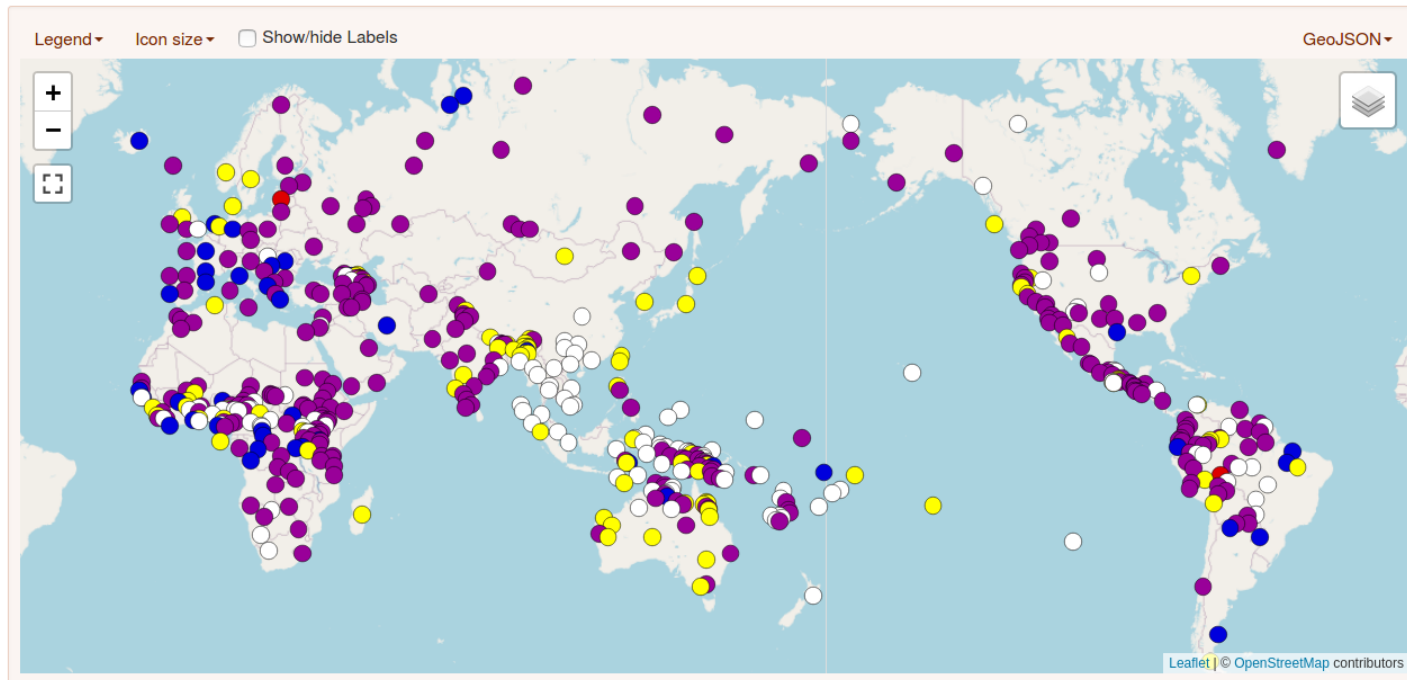 Legend
Icon size
Show/hide Labels
GeoJSON
+
−
Leaflet | © OpenStreetMap contributors